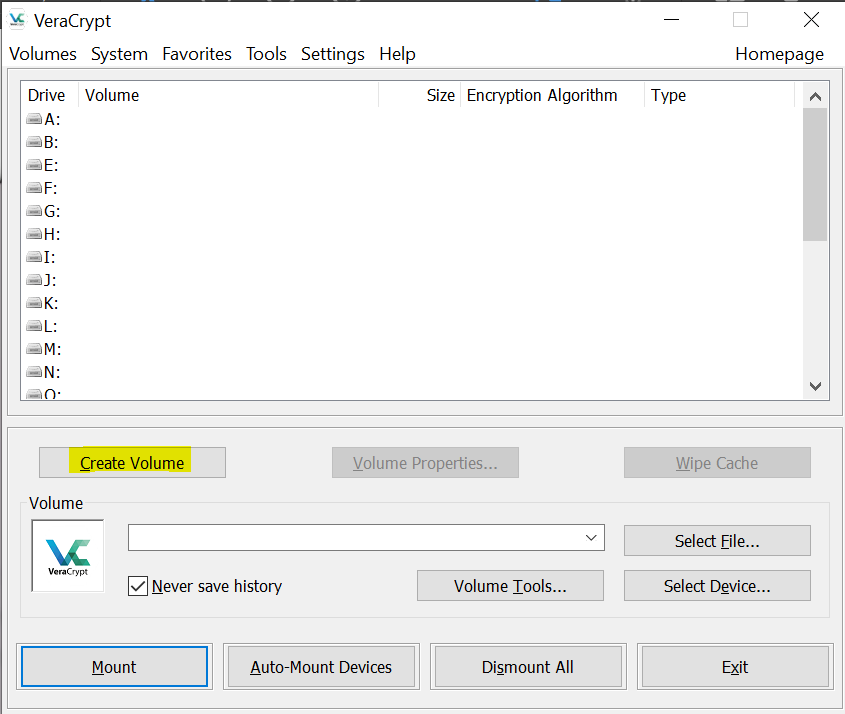 VeraCrypt
Volumes System Favorites Tools Settings Help Homepage
Drive Volume Size Encryption Algorithm Type
A:
B:
E:
F:
G:
H:
I:
J:
K:
L:
M:
N:
O:
Create Volume Volume Properties... Wipe Cache
Volume
VeraCrypt
Select File...
Never save history Volume Tools... Select Device...
Mount Auto-Mount Devices Dismount All Exit